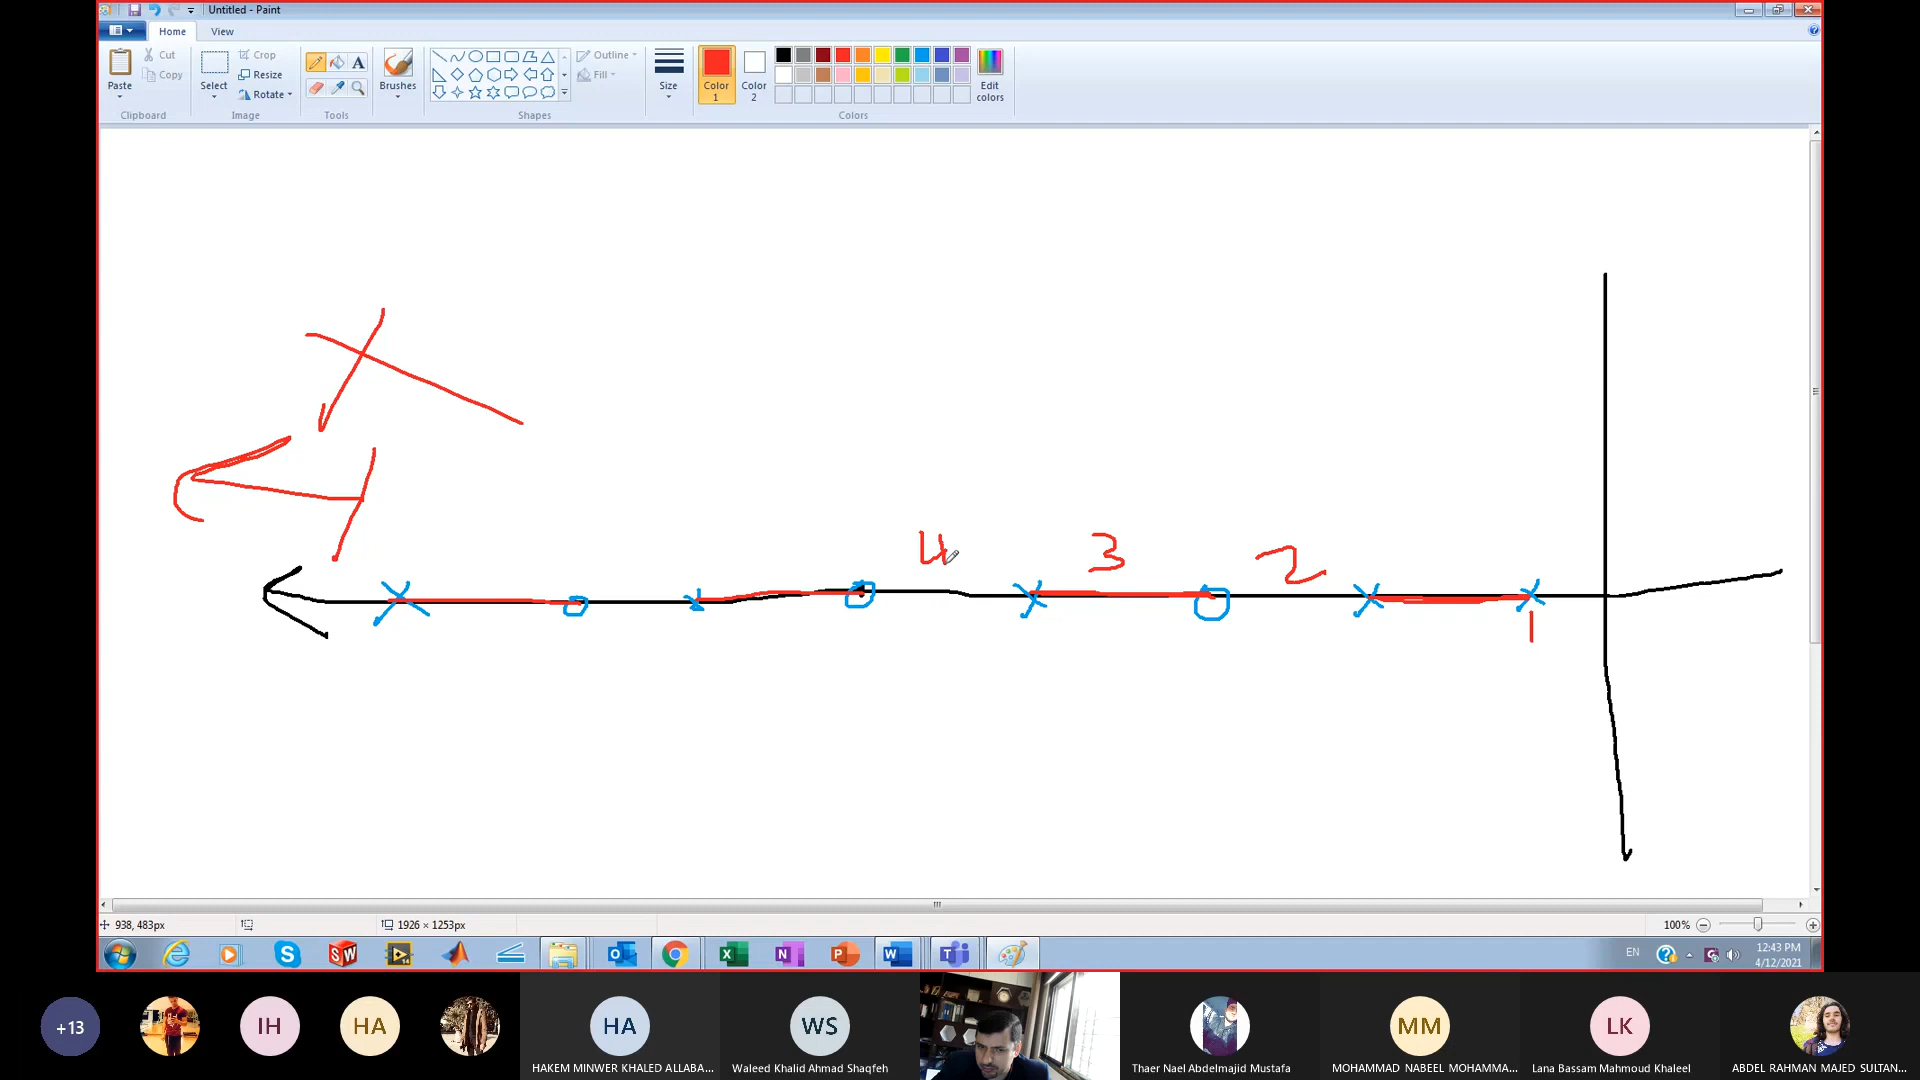 Untitled - Paint
Home View
Paste
Cut
Copy
Clipboard
Select
Crop
Resize
Rotate
Image
Tools
Brushes
Shapes
Outline
Fill
Size
Color 1
Color 2
Edit colors
Colors
4 3 2
1
938, 483px
1926 × 1253px
100%
EN
12:43 PM
4/12/2021
+13
IH
HA
HA
WS
MM
LK
HAKEM MINWER KHALED ALLABA...
Waleed Khalid Ahmad Shaqfeh
Thaer Nael Abdelmajid Mustafa
MOHAMMAD NABEEL MOHAMMA...
Lana Bassam Mahmoud Khaleel
ABDEL RAHMAN MAJED SULTAN...